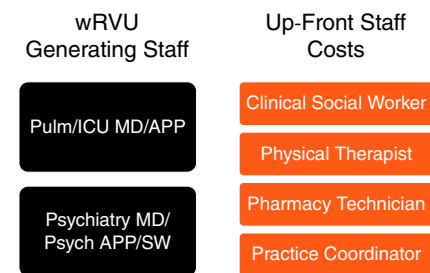 wRVU
Generating Staff
Pulm/ICU MD/APP
Psychiatry MD/
Psych APP/SW
Up-Front Staff
Costs
Clinical Social Worker
Physical Therapist
Pharmacy Technician
Practice Coordinator